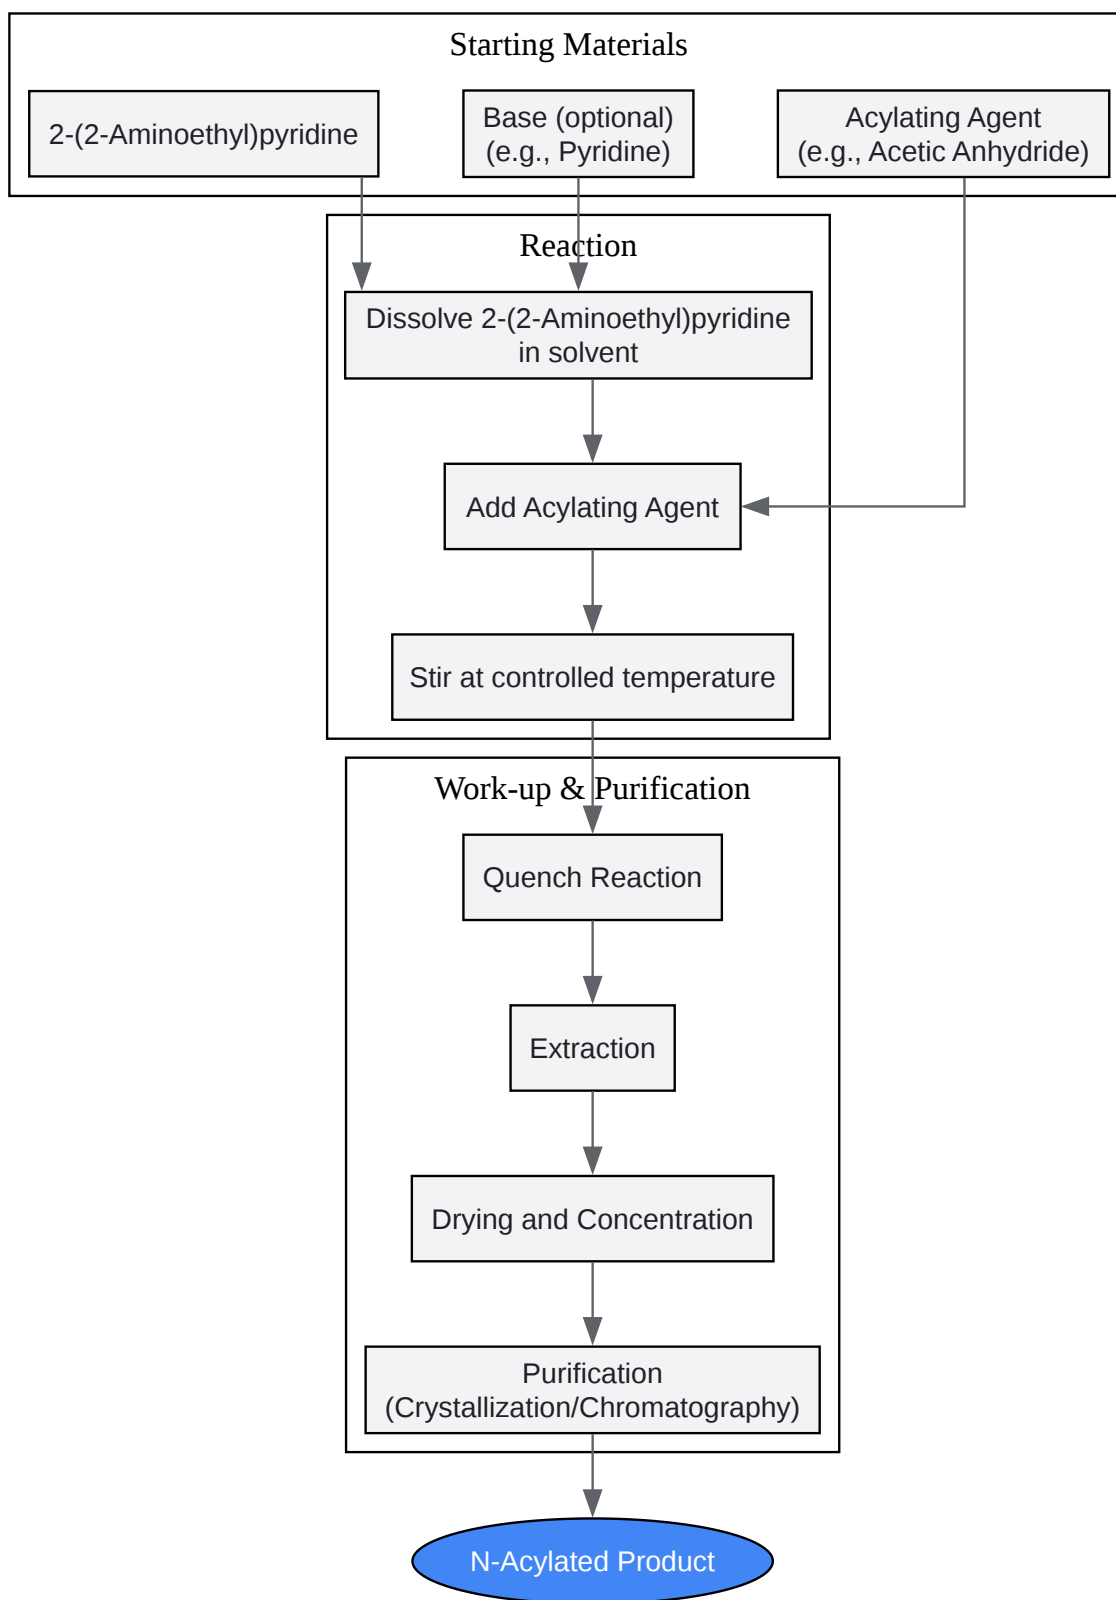 Starting Materials
2-(2-Aminoethyl)pyridine
Base (optional)
(e.g., Pyridine)
Acylating Agent
(e.g., Acetic Anhydride)
Reaction
Dissolve 2-(2-Aminoethyl)pyridine
in solvent
Add Acylating Agent
Stir at controlled temperature
Work-up & Purification
Quench Reaction
Extraction
Drying and Concentration
Purification
(Crystallization/Chromatography)
N-Acylated Product